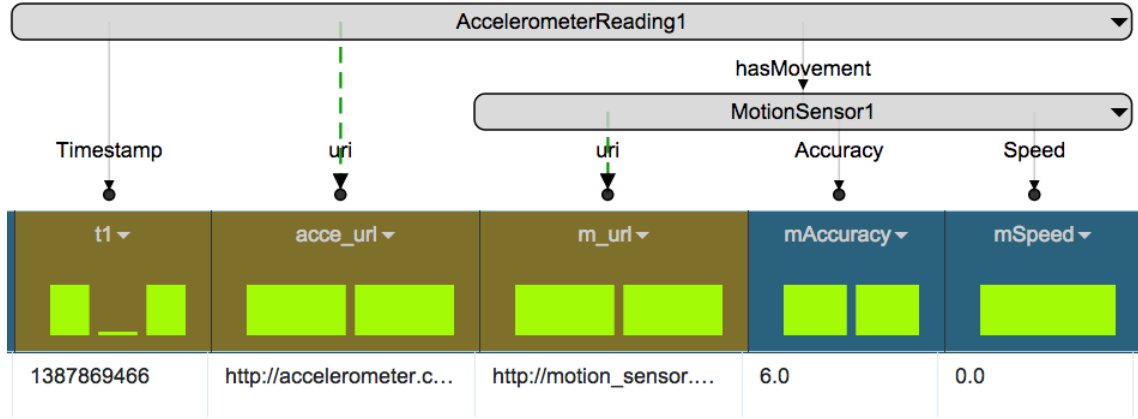 AccelerometerReading1
hasMovement
MotionSensor1
Timestamp uri uri Accuracy Speed
t1 acce_url m_url mAccuracy mSpeed
1387869466 http://accelerometer.c... http://motion_sensor.... 6.0 0.0